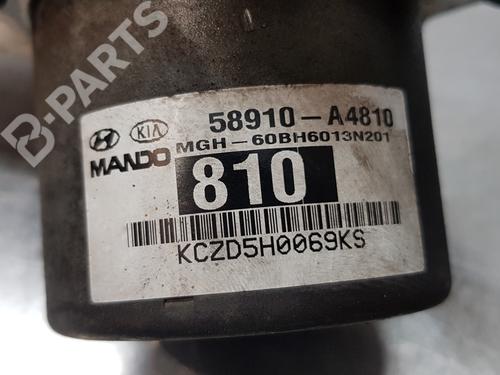 B-PARTS
58910-A4810
KIA
MGH-60BH6013N201
MANDO
810
KCZD5H0069KS